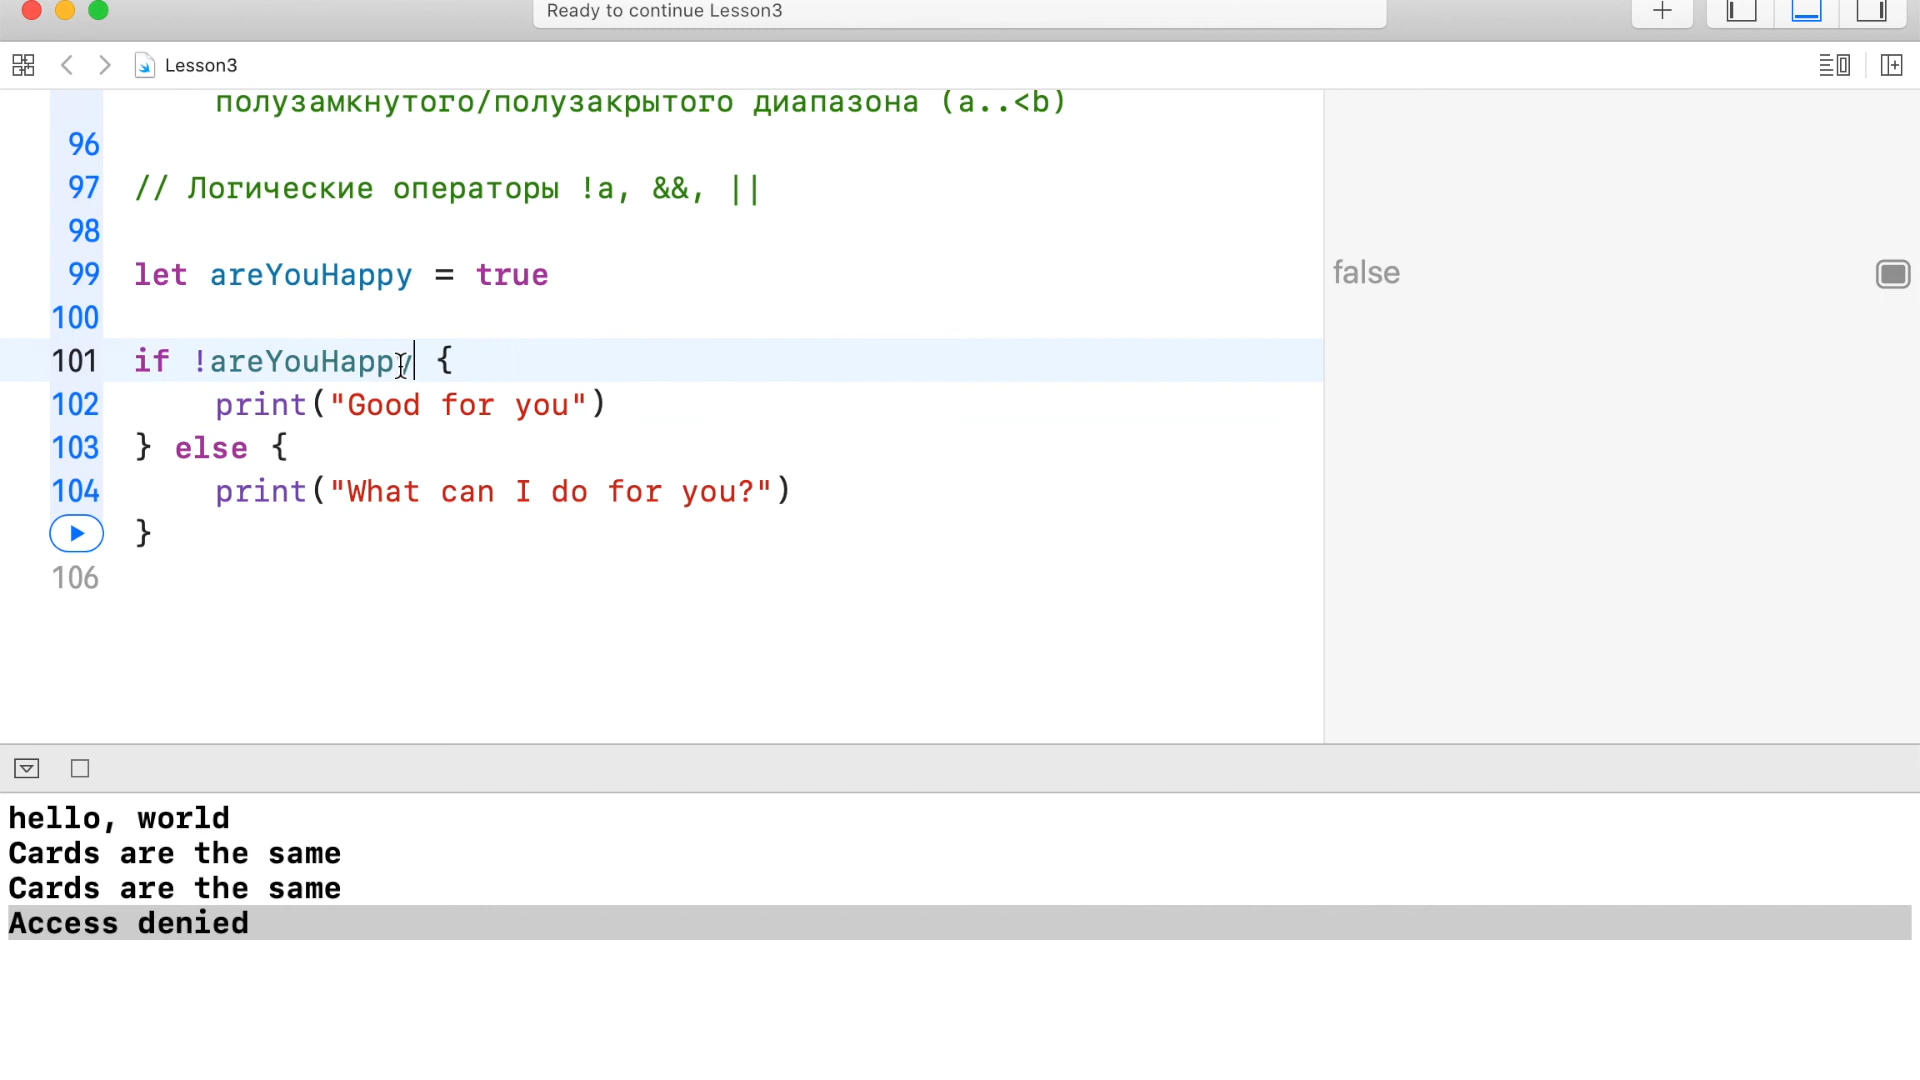 Ready to continue Lesson3
Lesson3
полузамкнутого/полузакрытого диапазона (a..<b)
96
97 // Логические операторы !a, &&, ||
98
99 let areYouHappy = true
false
100
101 if !areYouHappy {
102 print("Good for you")
103 } else {
104 print("What can I do for you?")
}
106
hello, world
Cards are the same
Cards are the same
Access denied